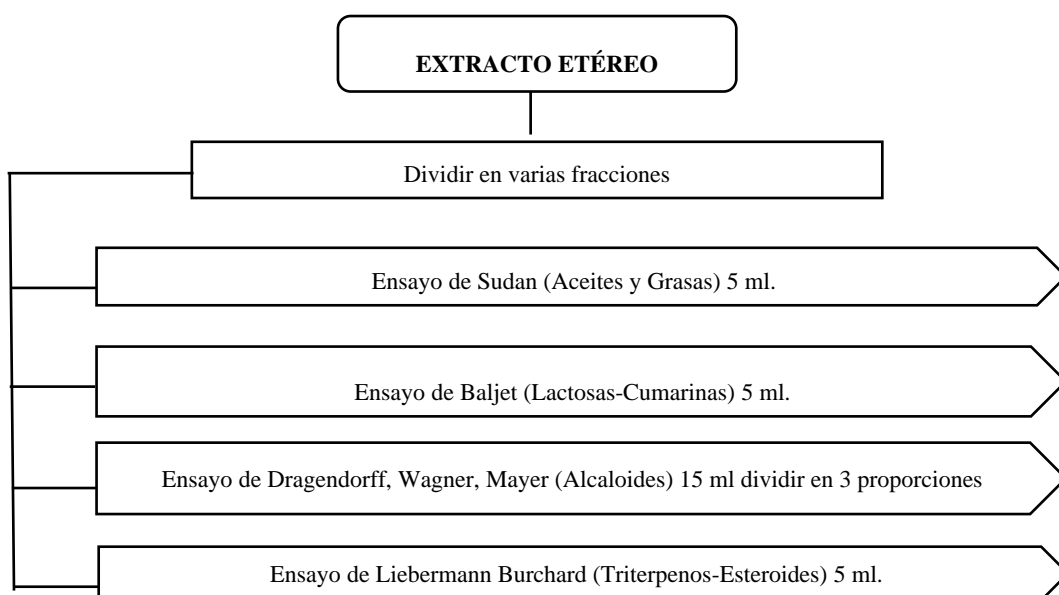 EXTRACTO ETÉREO
Dividir en varias fracciones
Ensayo de Sudan (Aceites y Grasas) 5 ml.
Ensayo de Baljet (Lactosas-Cumarinas) 5 ml.
Ensayo de Dragendorff, Wagner, Mayer (Alcaloides) 15 ml dividir en 3 proporciones
Ensayo de Liebermann Burchard (Triterpenos-Esteroides) 5 ml.